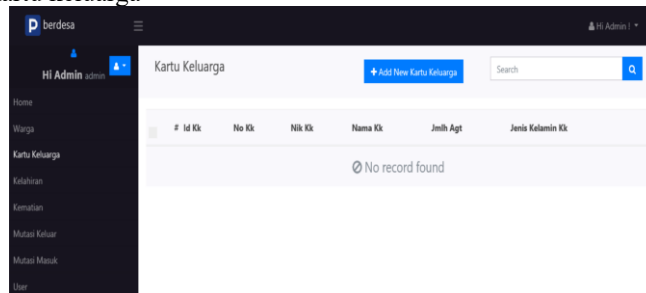 berdesa
Hi Admin !
Hi Admin admin
Kartu Keluarga
+ Add New Kartu Keluarga
Search
Home
Warga
Kartu Keluarga
Kelahiran
Kematian
Mutasi Keluar
Mutasi Masuk
User
# Id Kk No Kk Nik Kk Nama Kk Jmlh Agt Jenis Kelamin Kk
No record found